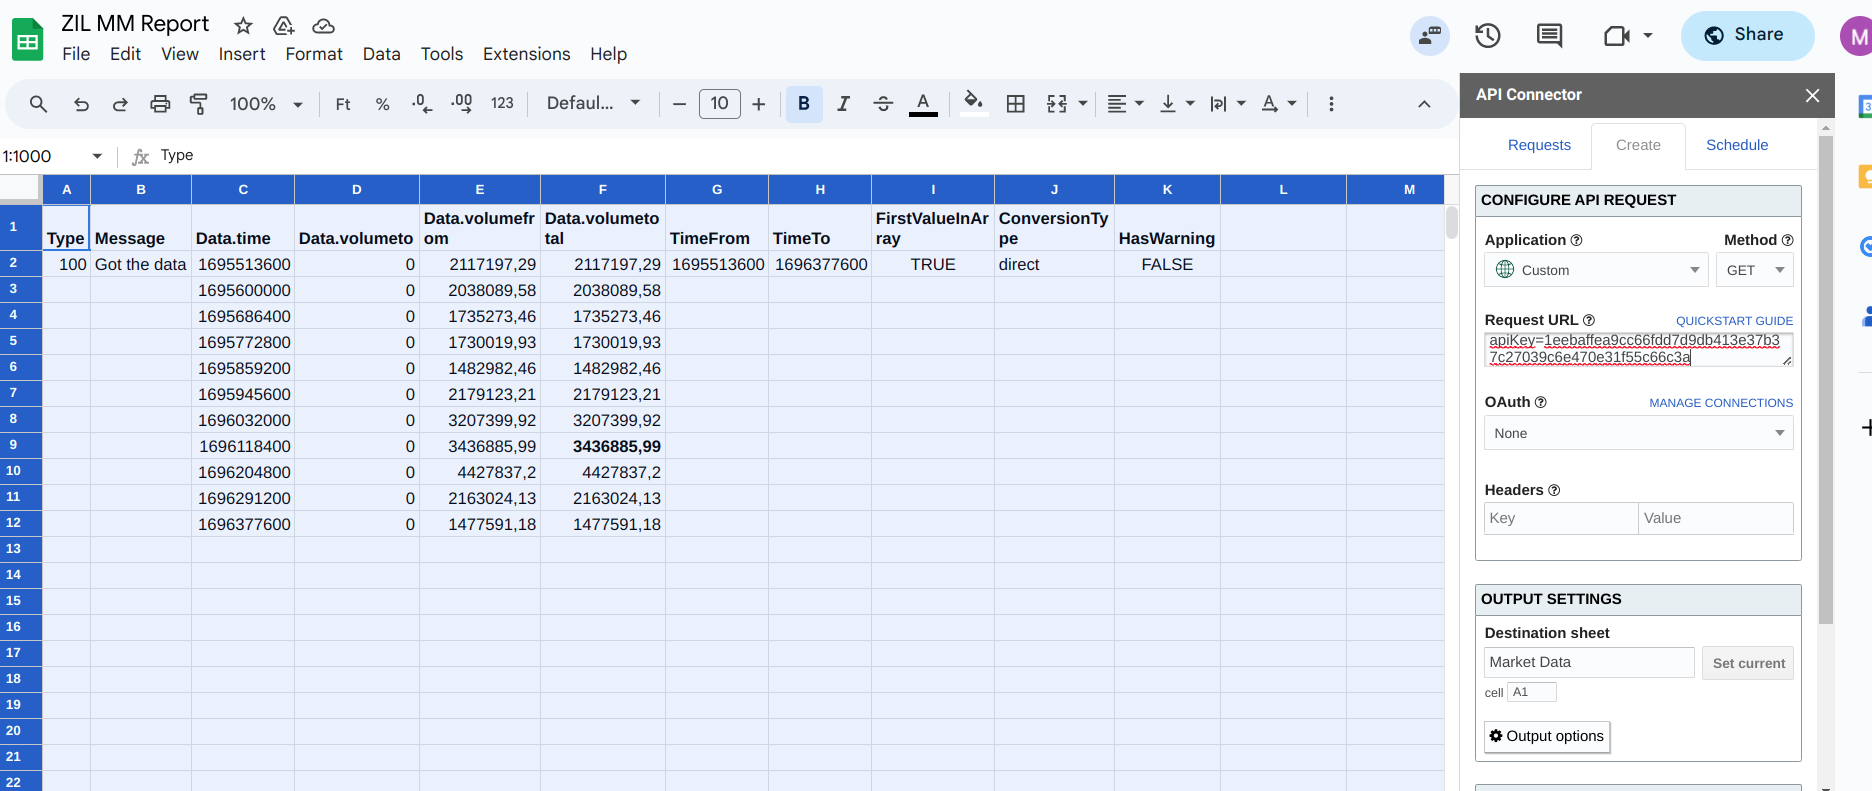 ZIL MM Report
File Edit View Insert Format Data Tools Extensions Help
Share
M
100% Ft % .0 .00 123 Defaul... 10 B I S A
1:1000 fx Type
A B C D E F G H I J K L M
1 Type Message Data.time Data.volumeto Data.volumefrom Data.volumetotal TimeFrom TimeTo FirstValueInArray ConversionType HasWarning
2 100 Got the data 1695513600 0 2117197,29 2117197,29 1695513600 1696377600 TRUE direct FALSE
3 1695600000 0 2038089,58 2038089,58
4 1695686400 0 1735273,46 1735273,46
5 1695772800 0 1730019,93 1730019,93
6 1695859200 0 1482982,46 1482982,46
7 1695945600 0 2179123,21 2179123,21
8 1696032000 0 3207399,92 3207399,92
9 1696118400 0 3436885,99 3436885,99
10 1696204800 0 4427837,2 4427837,2
11 1696291200 0 2163024,13 2163024,13
12 1696377600 0 1477591,18 1477591,18
13
14
15
16
17
18
19
20
21
22
API Connector
Requests Create Schedule
CONFIGURE API REQUEST
Application Method
Custom GET
Request URL QUICKSTART GUIDE
apiKey=1eebaffea9cc66fdd7d9db413e37b3
7c27039c6e470e31f55c66c3a
OAuth MANAGE CONNECTIONS
None
Headers
Key Value
OUTPUT SETTINGS
Destination sheet
Market Data Set current
cell A1
Output options